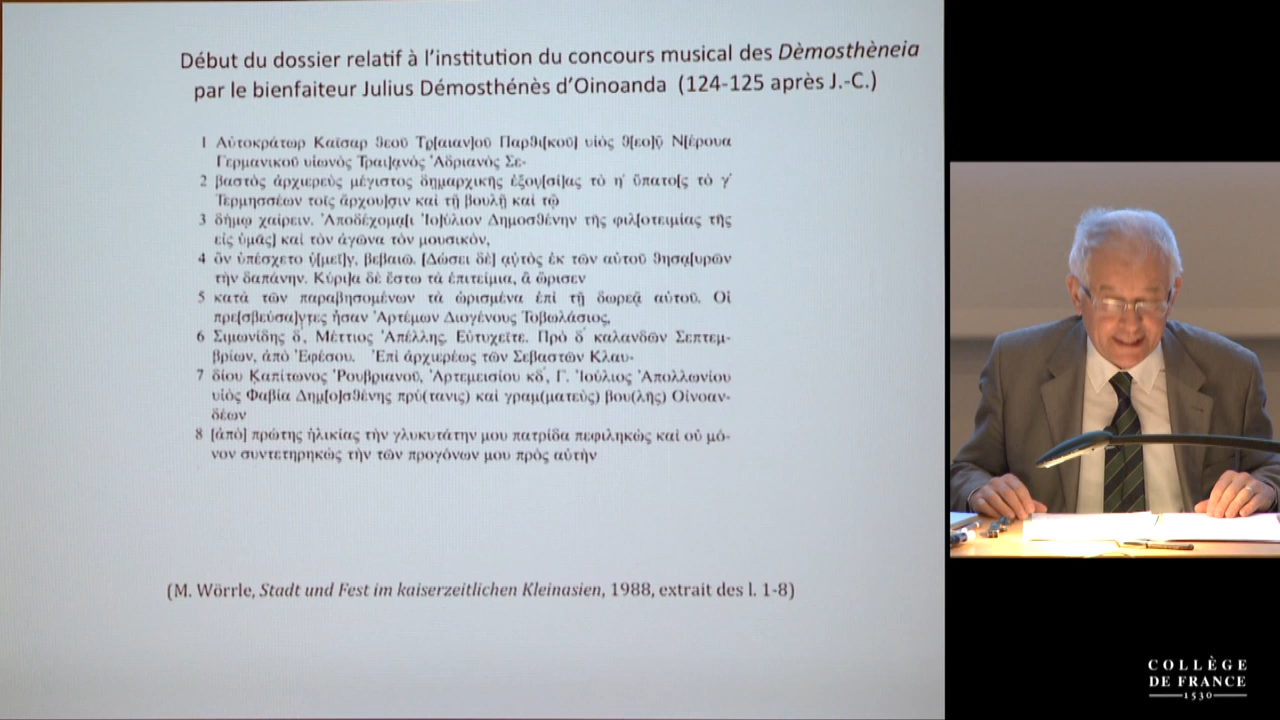 Début du dossier relatif à l’institution du concours musical des Dèmosthèneia
par le bienfaiteur Julius Démosthénès d’Oinoanda (124-125 après J.-C.)
1 Αὐτοκράτωρ Καῖσαρ θεοῦ Τρ[αιαν]οῦ Παρθι[κοῦ] υἱὸς θ[εο]ῦ Ν[έρουα
Γερμανικοῦ υἱωνὸς Τραι]ανὸς Ἁδριανὸς Σε-
2 βαστὸς ἀρχιερεὺς μέγιστος δημαρχικῆς ἐξου[σί]ας τὸ η΄ ὕπατο[ς τὸ γ΄
Τερμησσέων τοῖς ἄρχου]σιν καὶ τῇ βουλῇ καὶ τῷ
3 δήμῳ χαίρειν. Ἀποδέχομα[ι Ἰο]ύλιον Δημοσθένην τῆς φιλ[οτειμίας τῆς
εἰς ὑμᾶς] καὶ τὸν ἀγῶνα τὸν μουσικόν,
4 ὃν ὑπέσχετο ὑ[μεῖ]ν, βεβαιῶ. [Δώσει δὲ] αὐτὸς ἐκ τῶν αὑτοῦ θησα[υρῶν
τὴν δαπάνην. Κύρι]α δὲ ἔστω τὰ ἐπιτείμια, ἃ ὥρισεν
5 κατὰ τῶν παραβησομένων τὰ ὡρισμένα ἐπὶ τῇ δωρεᾷ αὐτοῦ. Οἱ
πρε[σβεύσα]ντες ἦσαν Ἀρτέμων Διογένους Τοβωλάσιος,
6 Σιμωνίδης δ΄, Μέττιος Ἀπέλλης. Εὐτυχεῖτε. Πρὸ δ΄ καλανδῶν Σεπτεμ-
βρίων, ἀπὸ Ἐφέσου. Ἐπὶ ἀρχιερέως τῶν Σεβαστῶν Κλαυ-
7 δίου Καπίτωνος Ῥουβριανοῦ, Ἀρτεμεισίου κδ΄, Γ. Ἰούλιος Ἀπολλωνίου
υἱὸς Φαβία Δημ[ο]σθένης πρύ(τανις) καὶ γραμ(ματεὺς) βου(λῆς) Οἰνοαν-
δέων
8 [ἀπὸ] πρώτης ἡλικίας τὴν γλυκυτάτην μου πατρίδα πεφιληκὼς καὶ οὐ μό-
νον συντετηρηκὼς τὴν τῶν προγόνων μου πρὸς αὐτὴν
(M. Wörrle, Stadt und Fest im kaiserzeitlichen Kleinasien, 1988, extrait des l. 1-8)
COLLÈGE
DE FRANCE
1530